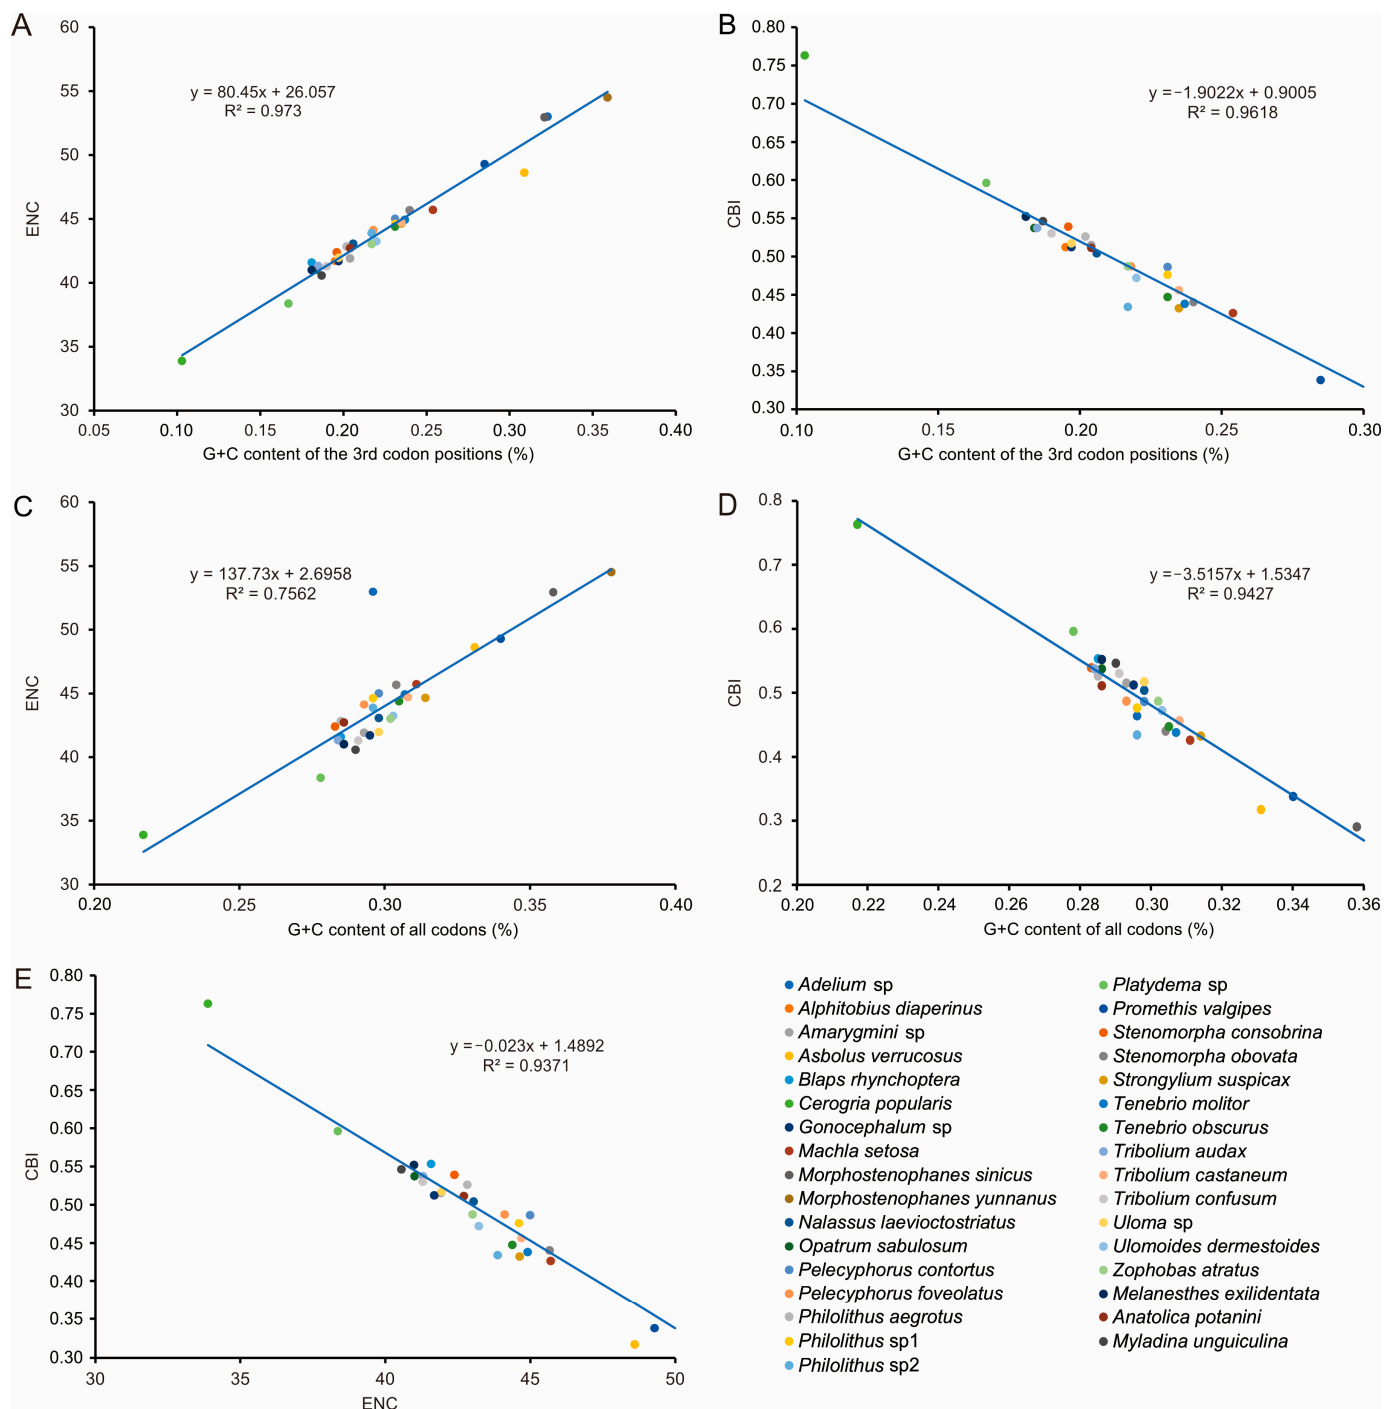 A
60
55
50
45
40
35
30
ENC
y = 80.45x + 26.057
R² = 0.973
0.05 0.10 0.15 0.20 0.25 0.30 0.35 0.40
G+C content of the 3rd codon positions (%)
B
0.80
0.75
0.70
0.65
0.60
0.55
0.50
0.45
0.40
0.35
0.30
CBI
y =−1.9022x + 0.9005
R² = 0.9618
0.10 0.15 0.20 0.25 0.30
G+C content of the 3rd codon positions (%)
C
60
55
50
45
40
35
30
ENC
y = 137.73x + 2.6958
R² = 0.7562
0.20 0.25 0.30 0.35 0.40
G+C content of all codons (%)
D
0.8
0.7
0.6
0.5
0.4
0.3
0.2
CBI
y =−3.5157x + 1.5347
R² = 0.9427
0.20 0.22 0.24 0.26 0.28 0.30 0.32 0.34 0.36
G+C content of all codons (%)
E
0.80
0.75
0.70
0.65
0.60
0.55
0.50
0.45
0.40
0.35
0.30
CBI
y =−0.023x + 1.4892
R² = 0.9371
30 35 40 45 50
ENC
Adelium sp
Alphitobius diaperinus
Amarygmini sp
Asbolus verrucosus
Blaps rhynchoptera
Cerogria popularis
Gonocephalum sp
Machla setosa
Morphostenophanes sinicus
Morphostenophanes yunnanus
Nalassus laevioctostriatus
Opatrum sabulosum
Pelecyphorus contortus
Pelecyphorus foveolatus
Philolithus aegrotus
Philolithus sp1
Philolithus sp2
Platydema sp
Promethis valgipes
Stenomorpha consobrina
Stenomorpha obovata
Strongylium suspicax
Tenebrio molitor
Tenebrio obscurus
Tribolium audax
Tribolium castaneum
Tribolium confusum
Uloma sp
Ulomoides dermestoides
Zophobas atratus
Melanesthes exilidentata
Anatolica potanini
Myladina unguiculina